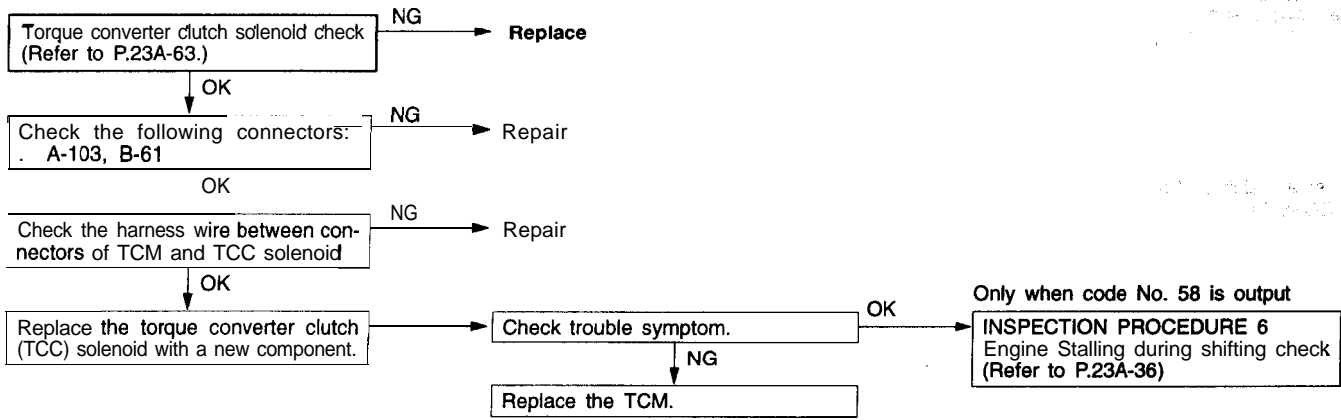 Torque converter clutch solenoid check
(Refer to P.23A-63.)
NG
Replace
OK
Check the following connectors:
. A-103, B-61
NG
Repair
OK
Check the harness wire between con-
nectors of TCM and TCC solenoid
NG
Repair
OK
Replace the torque converter clutch
(TCC) solenoid with a new component.
Check trouble symptom.
OK
Only when code No. 58 is output
INSPECTION PROCEDURE 6
Engine Stalling during shifting check
(Refer to P.23A-36)
NG
Replace the TCM.